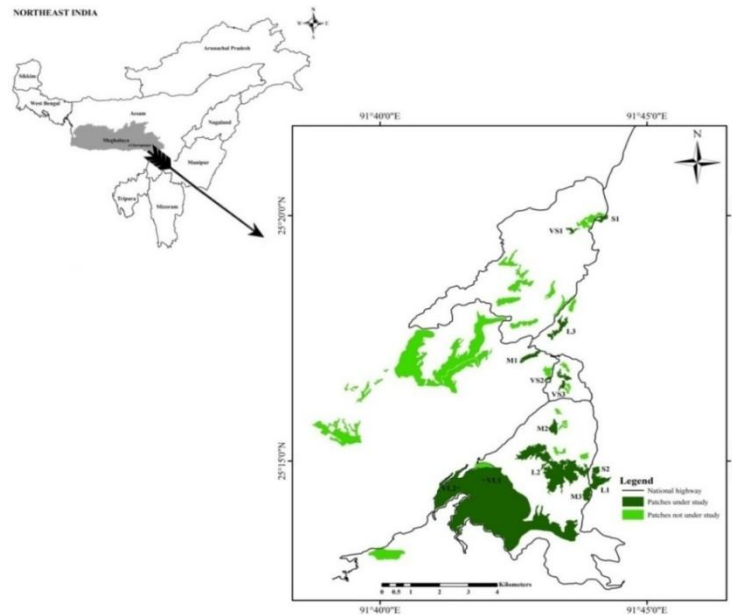 NORTHEAST INDIA
N
W E
S
Arunachal Pradesh
Sikkim
West Bengal
Assam
Nagaland
Meghalaya
Manipur
Tripura
Mizoram
91°40'0"E 91°45'0"E
N
25°20'0"N
S1
VS1
L3
M1
VS2
VS3
M2
25°15'0"N
L2
S2
L1
M3
VL2
VL1
Legend
National highway
Patches under study
Patches not under study
0 0.5 1 2 3 4
Kilometers
91°40'0"E 91°45'0"E